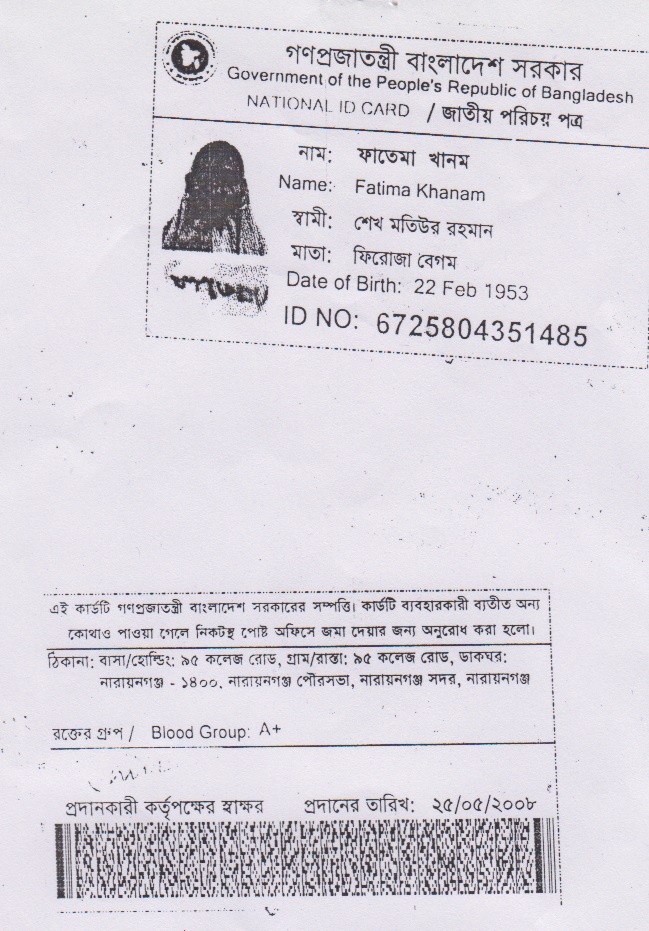 গণপ্রজাতন্ত্রী বাংলাদেশ সরকার
Government of the People's Republic of Bangladesh
NATIONAL ID CARD / জাতীয় পরিচয় পত্র
নাম: ফাতেমা খানম
Name: Fatima Khanam
স্বামী: শেখ মতিউর রহমান
মাতা: ফিরোজা বেগম
Date of Birth: 22 Feb 1953
ID NO: 6725804351485
এই কার্ডটি গণপ্রজাতন্ত্রী বাংলাদেশ সরকারের সম্পত্তি। কার্ডটি ব্যবহারকারী ব্যতীত অন্য
কোথাও পাওয়া গেলে নিকটস্থ পোষ্ট অফিসে জমা দেয়ার জন্য অনুরোধ করা হলো।
ঠিকানা: বাসা/হোল্ডিং: ৯৫ কলেজ রোড, গ্রাম/রাস্তা: ৯৫ কলেজ রোড, ডাকঘর:
নারায়নগঞ্জ - ১৪০০, নারায়নগঞ্জ পৌরসভা, নারায়নগঞ্জ সদর, নারায়নগঞ্জ
রক্তের গ্রুপ / Blood Group: A+
প্রদানকারী কর্তৃপক্ষের স্বাক্ষর প্রদানের তারিখ: ২৫/০৫/২০০৮